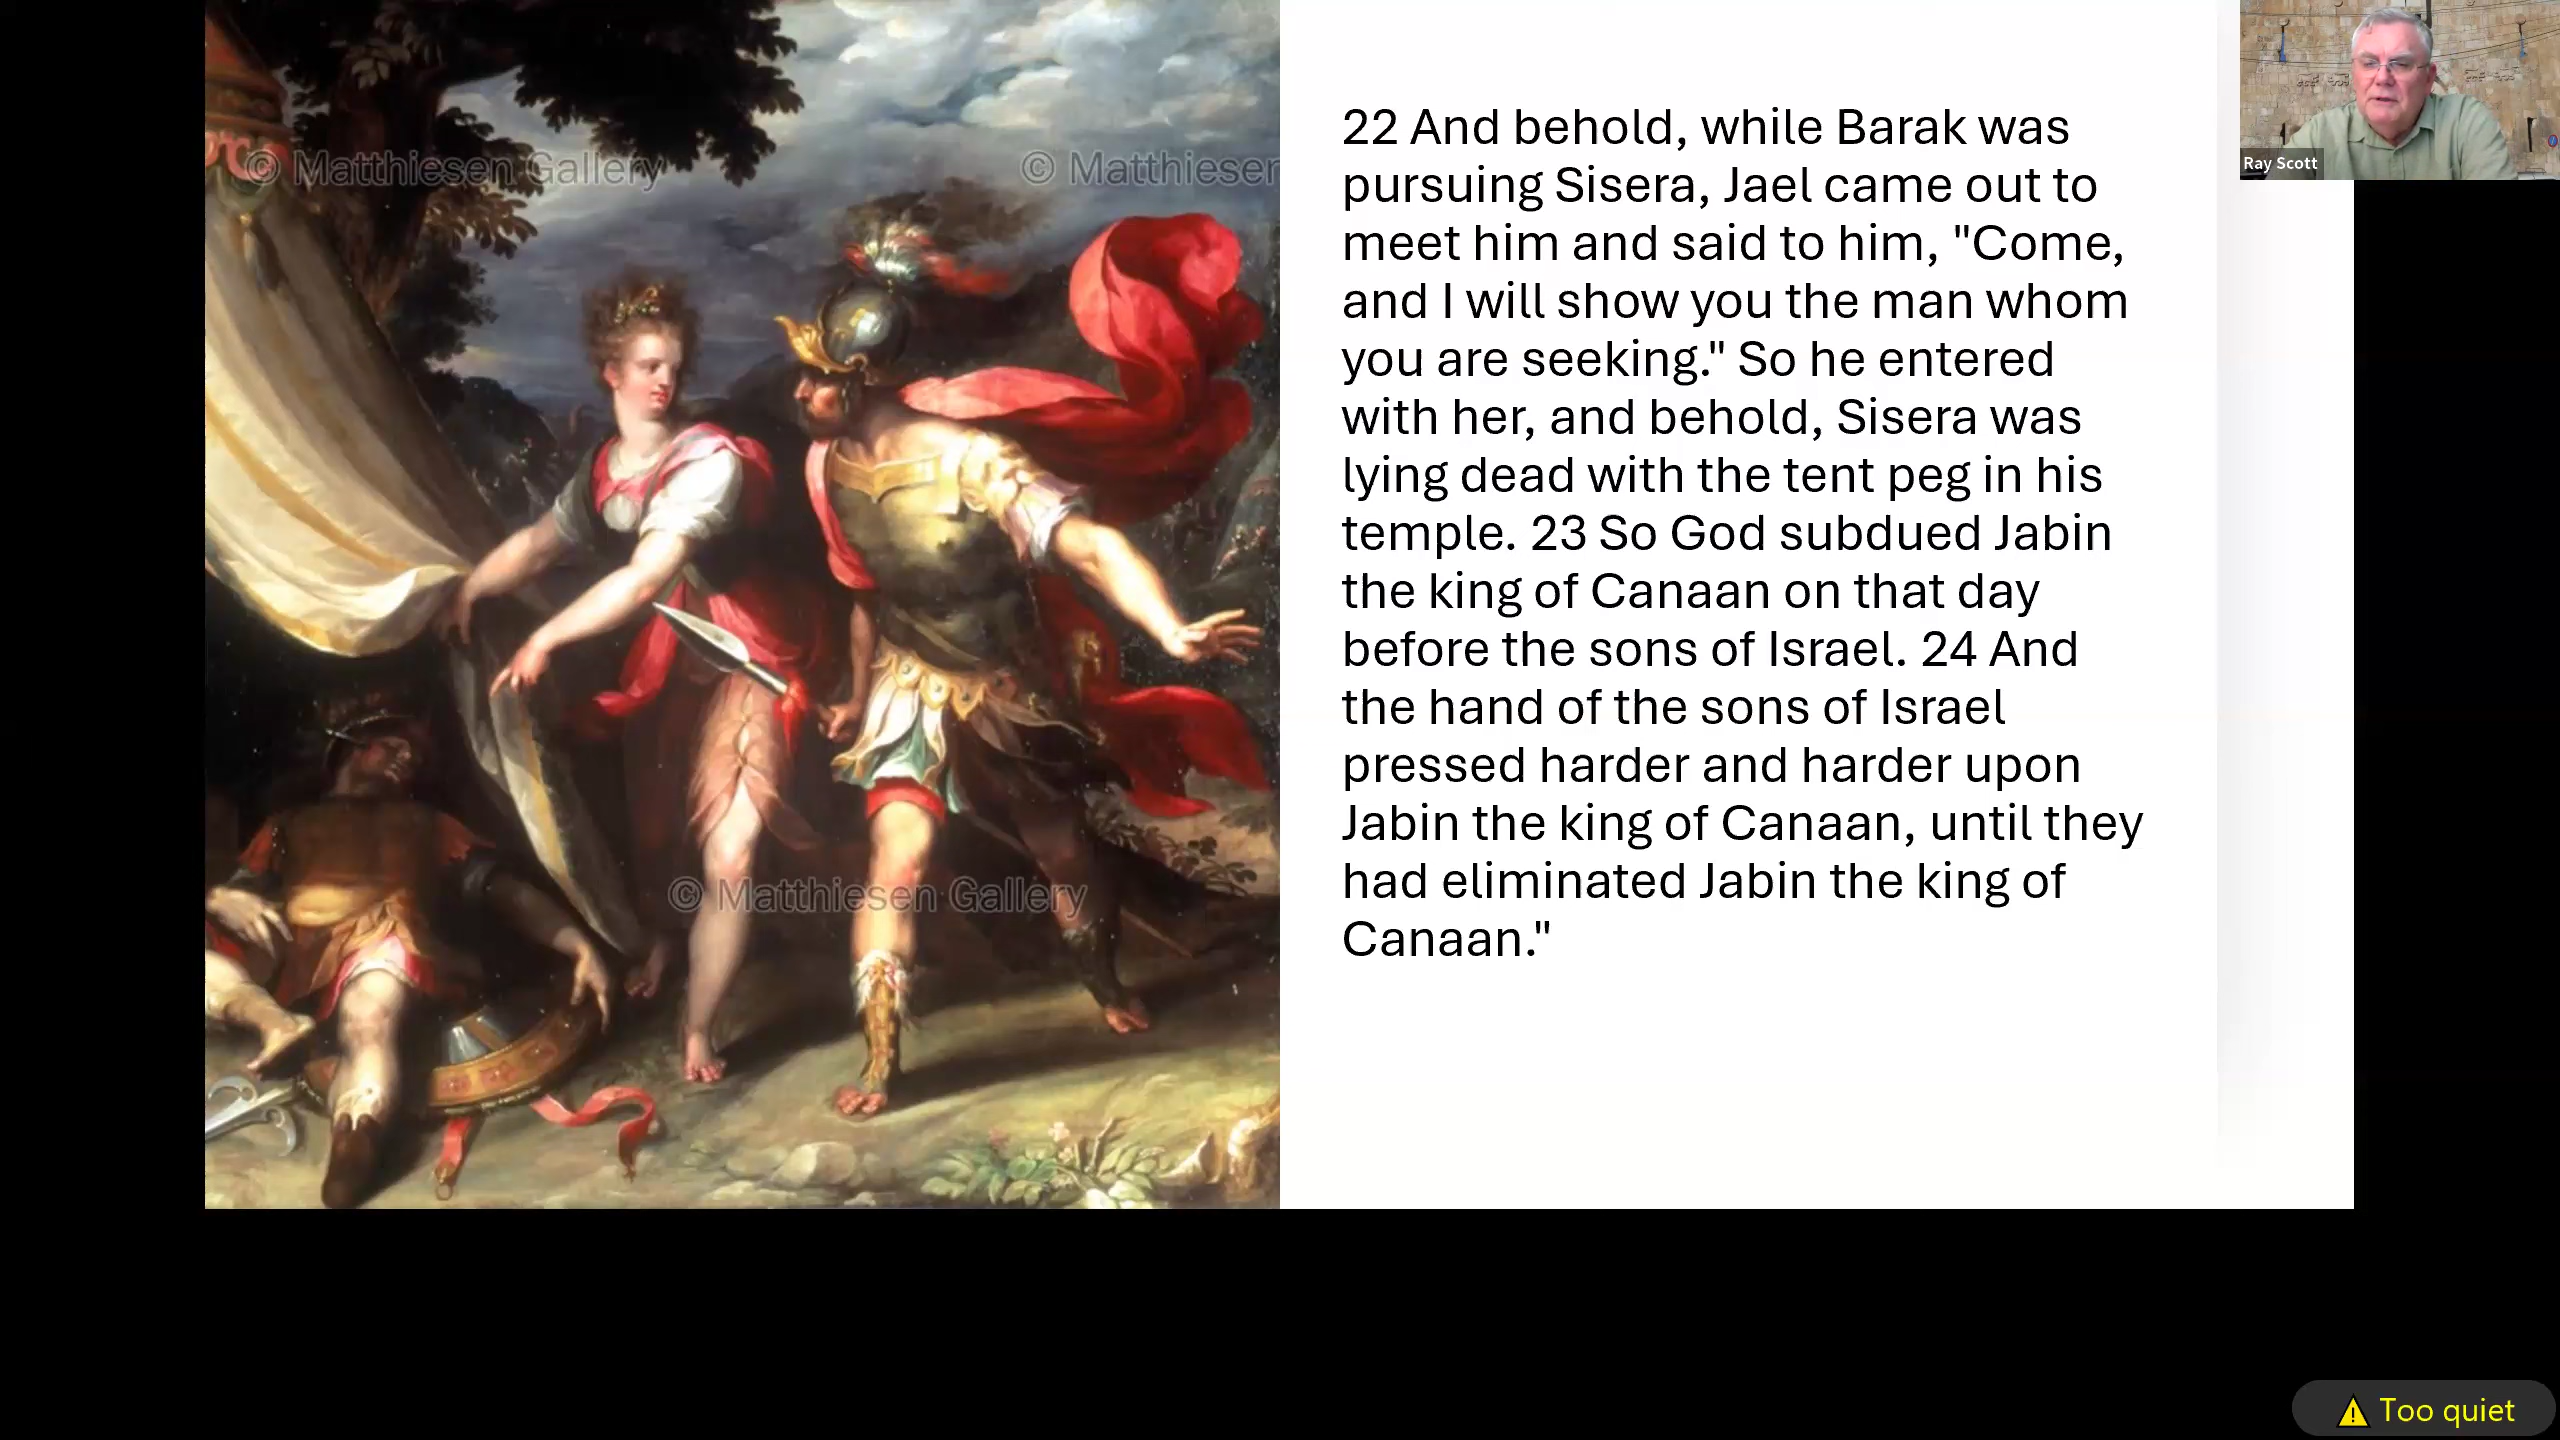 © Matthiesen Gallery
© Matthiesen
22 And behold, while Barak was
pursuing Sisera, Jael came out to
meet him and said to him, "Come,
and I will show you the man whom
you are seeking." So he entered
with her, and behold, Sisera was
lying dead with the tent peg in his
temple. 23 So God subdued Jabin
the king of Canaan on that day
before the sons of Israel. 24 And
the hand of the sons of Israel
pressed harder and harder upon
Jabin the king of Canaan, until they
had eliminated Jabin the king of
Canaan."
© Matthiesen Gallery
Ray Scott
Too quiet